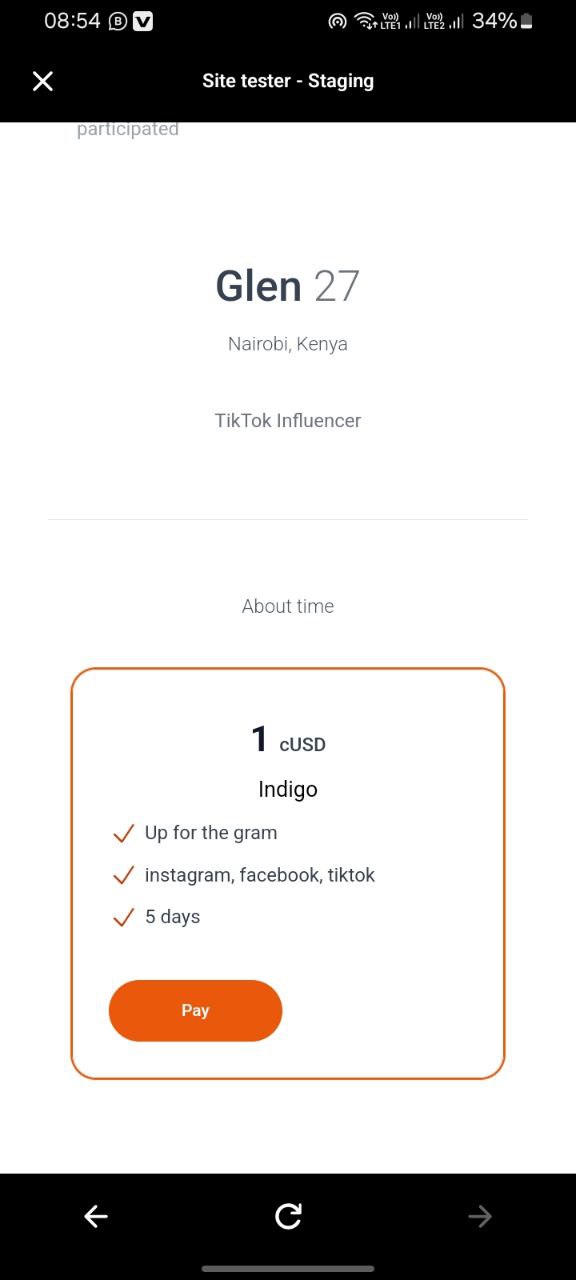 08:54
Vo)) LTE1 Vo)) LTE2 34%
Site tester - Staging
participated
Glen 27
Nairobi, Kenya
TikTok Influencer
About time
1 cUSD
Indigo
Up for the gram
instagram, facebook, tiktok
5 days
Pay